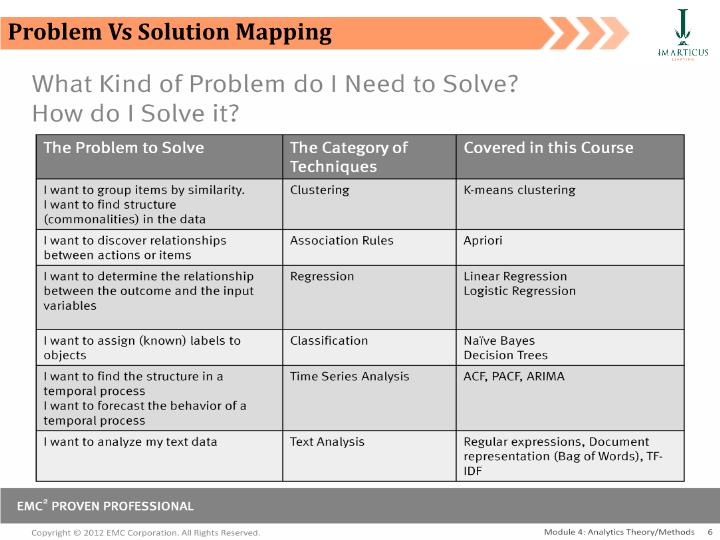 Problem Vs Solution Mapping
IMARTICUS
LEARNING
What Kind of Problem do I Need to Solve?
How do I Solve it?
The Problem to Solve
The Category of
Techniques
Covered in this Course
I want to group items by similarity.
I want to find structure
(commonalities) in the data
Clustering
K-means clustering
I want to discover relationships
between actions or items
Association Rules
Apriori
I want to determine the relationship
between the outcome and the input
variables
Regression
Linear Regression
Logistic Regression
I want to assign (known) labels to
objects
Classification
Naïve Bayes
Decision Trees
I want to find the structure in a
temporal process
I want to forecast the behavior of a
temporal process
Time Series Analysis
ACF, PACF, ARIMA
I want to analyze my text data
Text Analysis
Regular expressions, Document
representation (Bag of Words), TF-
IDF
EMC² PROVEN PROFESSIONAL
Copyright © 2012 EMC Corporation. All Rights Reserved.
Module 4: Analytics Theory/Methods 6